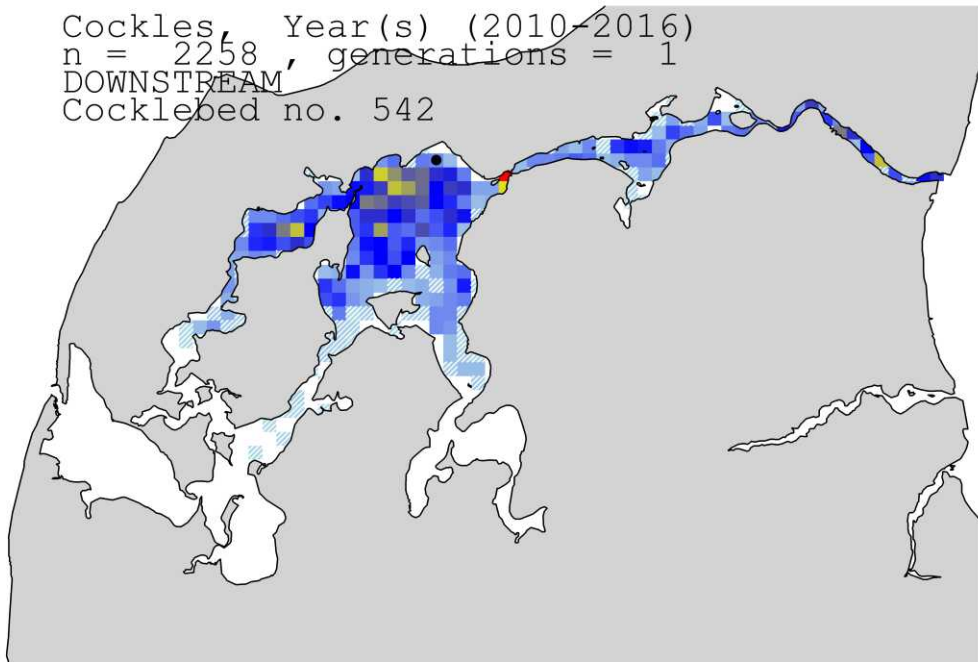 Cockles, Year(s) (2010-2016)
n = 2258 , generations = 1
DOWNSTREAM
Cocklebed no. 542